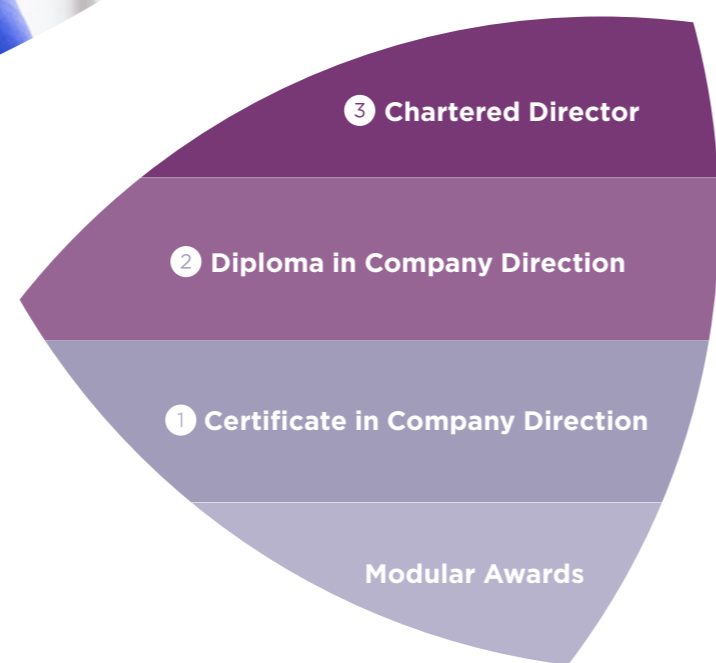 3 Chartered Director
2 Diploma in Company Direction
1 Certificate in Company Direction
Modular Awards